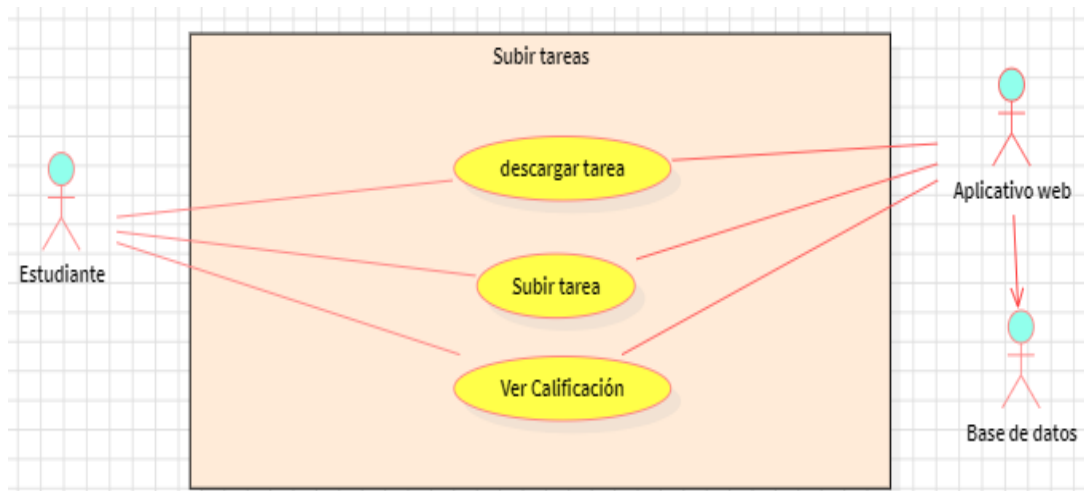 Subir tareas
descargar tarea
Aplicativo web
Estudiante
Subir tarea
Ver Calificación
Base de datos